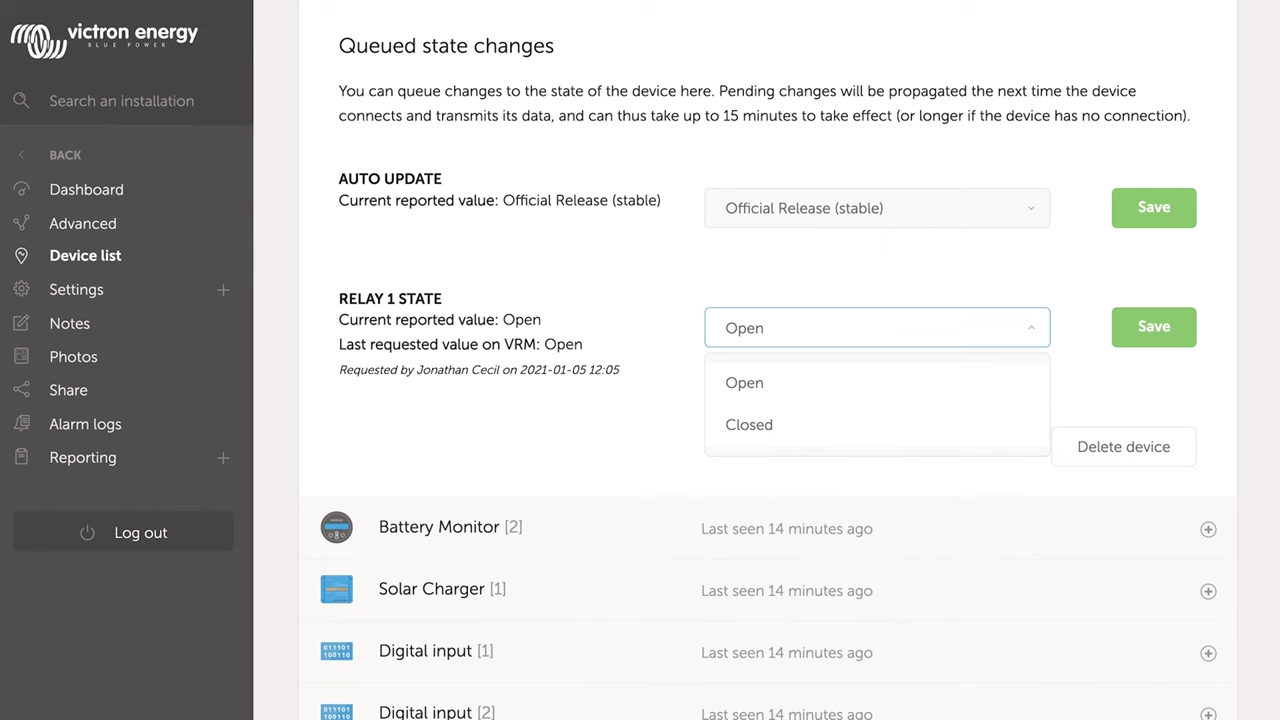 victron energy
BLUE POWER
Search an installation
BACK
Dashboard
Advanced
Device list
Settings
Notes
Photos
Share
Alarm logs
Reporting
Log out
Queued state changes
You can queue changes to the state of the device here. Pending changes will be propagated the next time the device
connects and transmits its data, and can thus take up to 15 minutes to take effect (or longer if the device has no connection).
AUTO UPDATE
Current reported value: Official Release (stable)
Official Release (stable)
Save
RELAY 1 STATE
Current reported value: Open
Last requested value on VRM: Open
Requested by Jonathan Cecil on 2021-01-05 12:05
Open
Save
Open
Closed
Delete device
Battery Monitor [2]
Last seen 14 minutes ago
Solar Charger [1]
Last seen 14 minutes ago
011101
100110
Digital input [1]
Last seen 14 minutes ago
011101
100110
Digital input [2]
Last seen 14 minutes ago